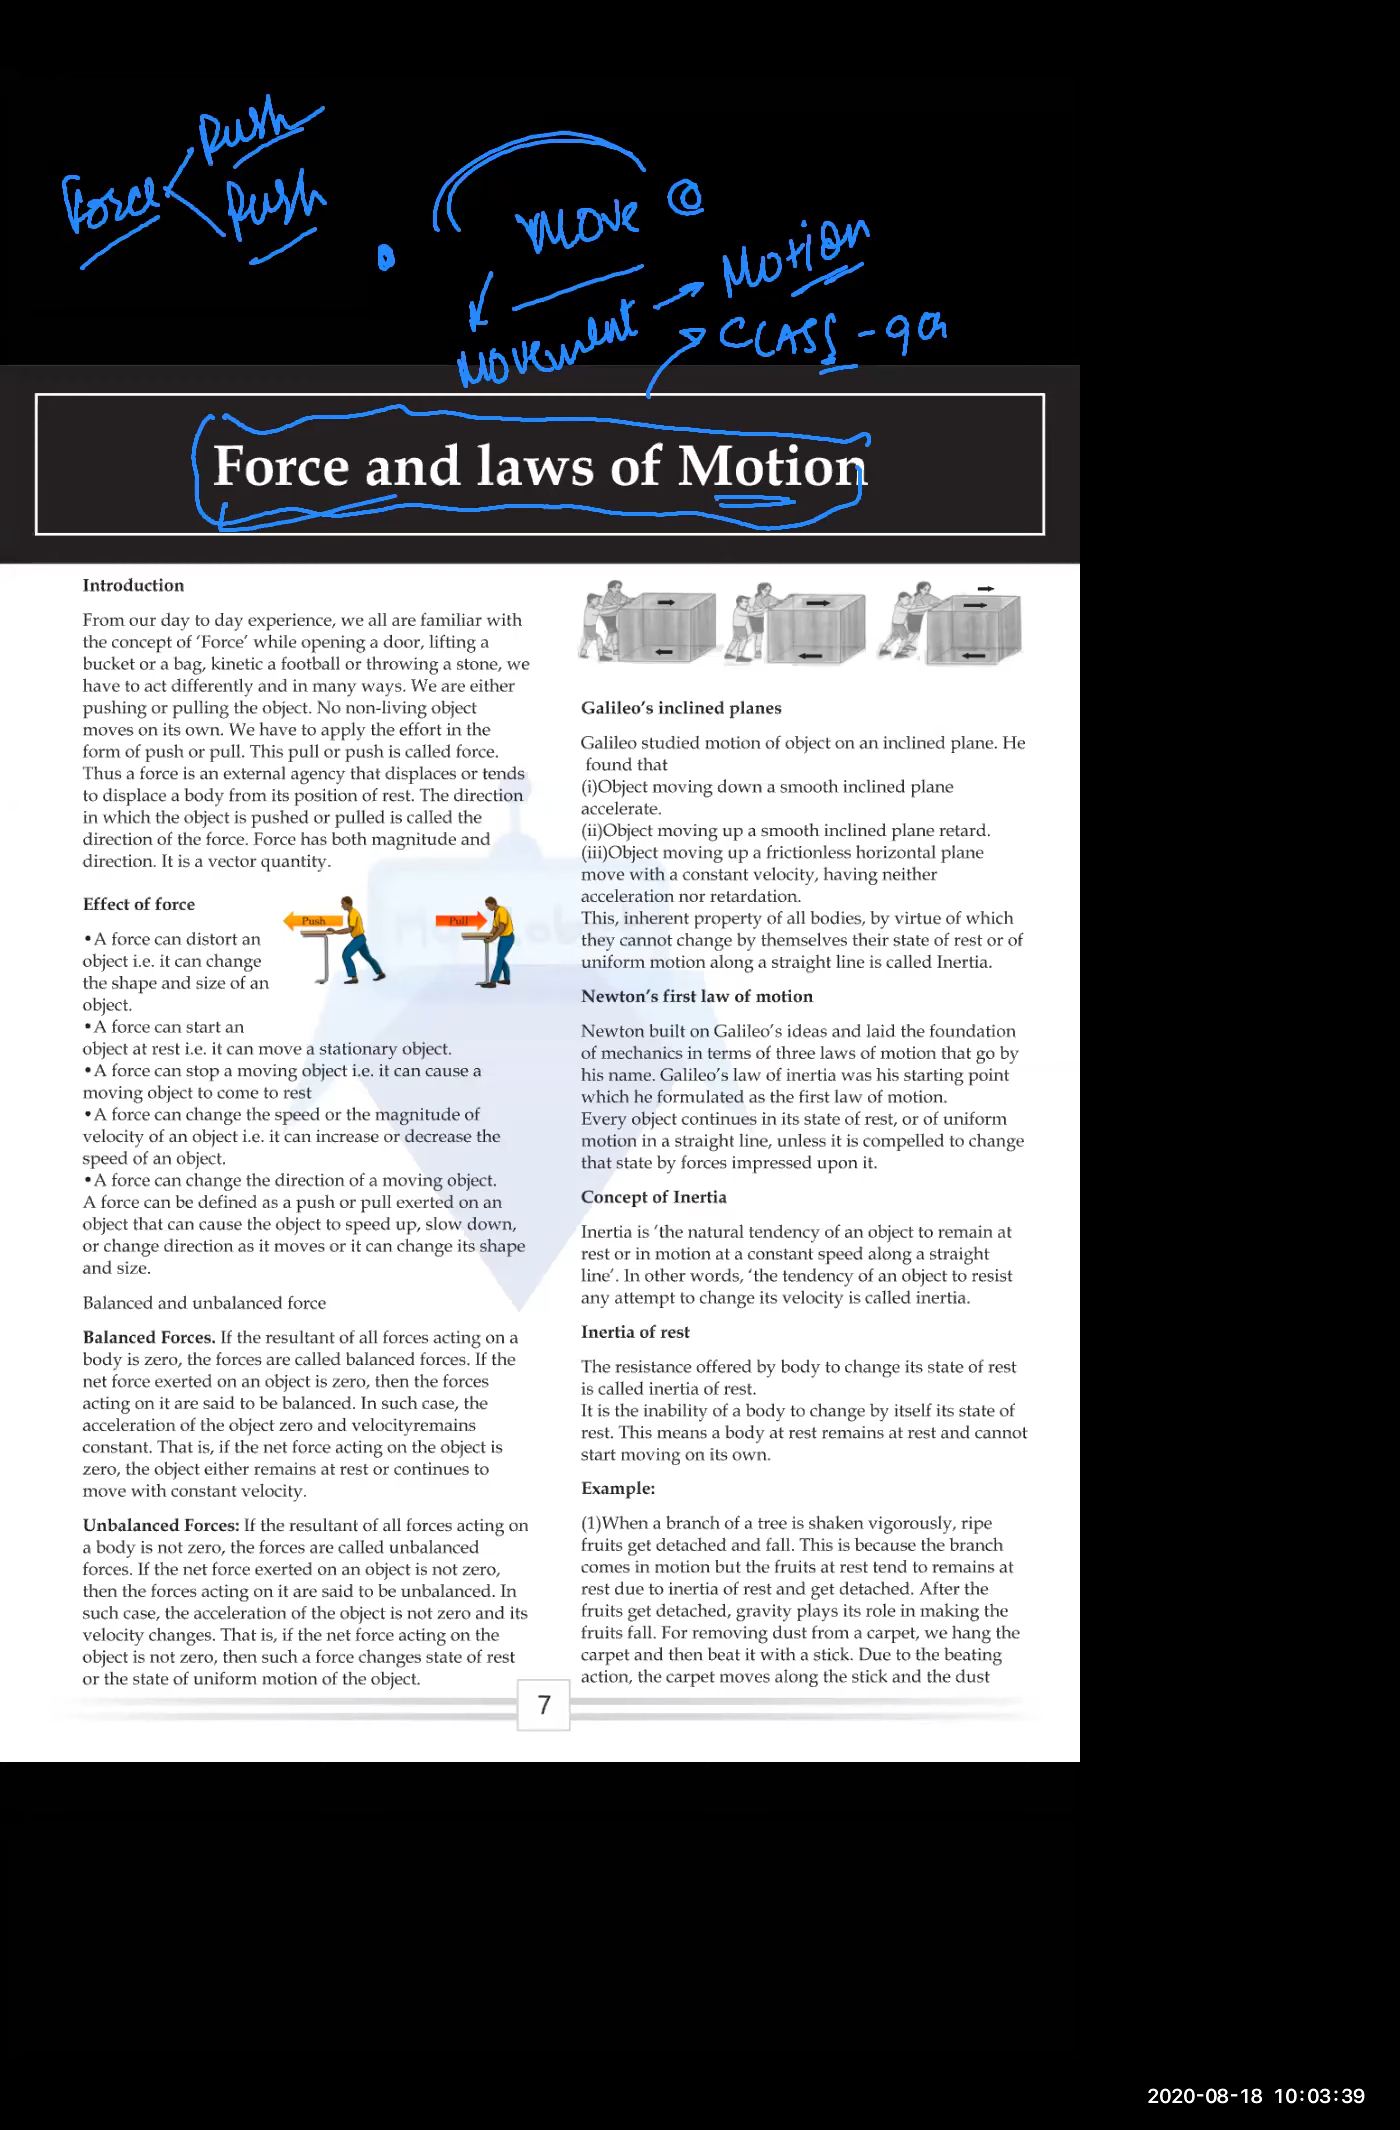 Force
Push
Push
Move
Movement
Motion
CLASS - 9th
Force and laws of Motion
Introduction
From our day to day experience, we all are familiar with
the concept of ‘Force’ while opening a door, lifting a
bucket or a bag, kinetic a football or throwing a stone, we
have to act differently and in many ways. We are either
pushing or pulling the object. No non-living object
moves on its own. We have to apply the effort in the
form of push or pull. This pull or push is called force.
Thus a force is an external agency that displaces or tends
to displace a body from its position of rest. The direction
in which the object is pushed or pulled is called the
direction of the force. Force has both magnitude and
direction. It is a vector quantity.
Effect of force
Push
Pull
•A force can distort an
object i.e. it can change
the shape and size of an
object.
•A force can start an
object at rest i.e. it can move a stationary object.
•A force can stop a moving object i.e. it can cause a
moving object to come to rest
•A force can change the speed or the magnitude of
velocity of an object i.e. it can increase or decrease the
speed of an object.
•A force can change the direction of a moving object.
A force can be defined as a push or pull exerted on an
object that can cause the object to speed up, slow down,
or change direction as it moves or it can change its shape
and size.
Balanced and unbalanced force
Balanced Forces. If the resultant of all forces acting on a
body is zero, the forces are called balanced forces. If the
net force exerted on an object is zero, then the forces
acting on it are said to be balanced. In such case, the
acceleration of the object zero and velocityremains
constant. That is, if the net force acting on the object is
zero, the object either remains at rest or continues to
move with constant velocity.
Unbalanced Forces: If the resultant of all forces acting on
a body is not zero, the forces are called unbalanced
forces. If the net force exerted on an object is not zero,
then the forces acting on it are said to be unbalanced. In
such case, the acceleration of the object is not zero and its
velocity changes. That is, if the net force acting on the
object is not zero, then such a force changes state of rest
or the state of uniform motion of the object.
Galileo’s inclined planes
Galileo studied motion of object on an inclined plane. He
found that
(i)Object moving down a smooth inclined plane
accelerate.
(ii)Object moving up a smooth inclined plane retard.
(iii)Object moving up a frictionless horizontal plane
move with a constant velocity, having neither
acceleration nor retardation.
This, inherent property of all bodies, by virtue of which
they cannot change by themselves their state of rest or of
uniform motion along a straight line is called Inertia.
Newton’s first law of motion
Newton built on Galileo’s ideas and laid the foundation
of mechanics in terms of three laws of motion that go by
his name. Galileo’s law of inertia was his starting point
which he formulated as the first law of motion.
Every object continues in its state of rest, or of uniform
motion in a straight line, unless it is compelled to change
that state by forces impressed upon it.
Concept of Inertia
Inertia is ‘the natural tendency of an object to remain at
rest or in motion at a constant speed along a straight
line’. In other words, ‘the tendency of an object to resist
any attempt to change its velocity is called inertia.
Inertia of rest
The resistance offered by body to change its state of rest
is called inertia of rest.
It is the inability of a body to change by itself its state of
rest. This means a body at rest remains at rest and cannot
start moving on its own.
Example:
(1)When a branch of a tree is shaken vigorously, ripe
fruits get detached and fall. This is because the branch
comes in motion but the fruits at rest tend to remains at
rest due to inertia of rest and get detached. After the
fruits get detached, gravity plays its role in making the
fruits fall. For removing dust from a carpet, we hang the
carpet and then beat it with a stick. Due to the beating
action, the carpet moves along the stick and the dust
7
2020-08-18 10:03:39